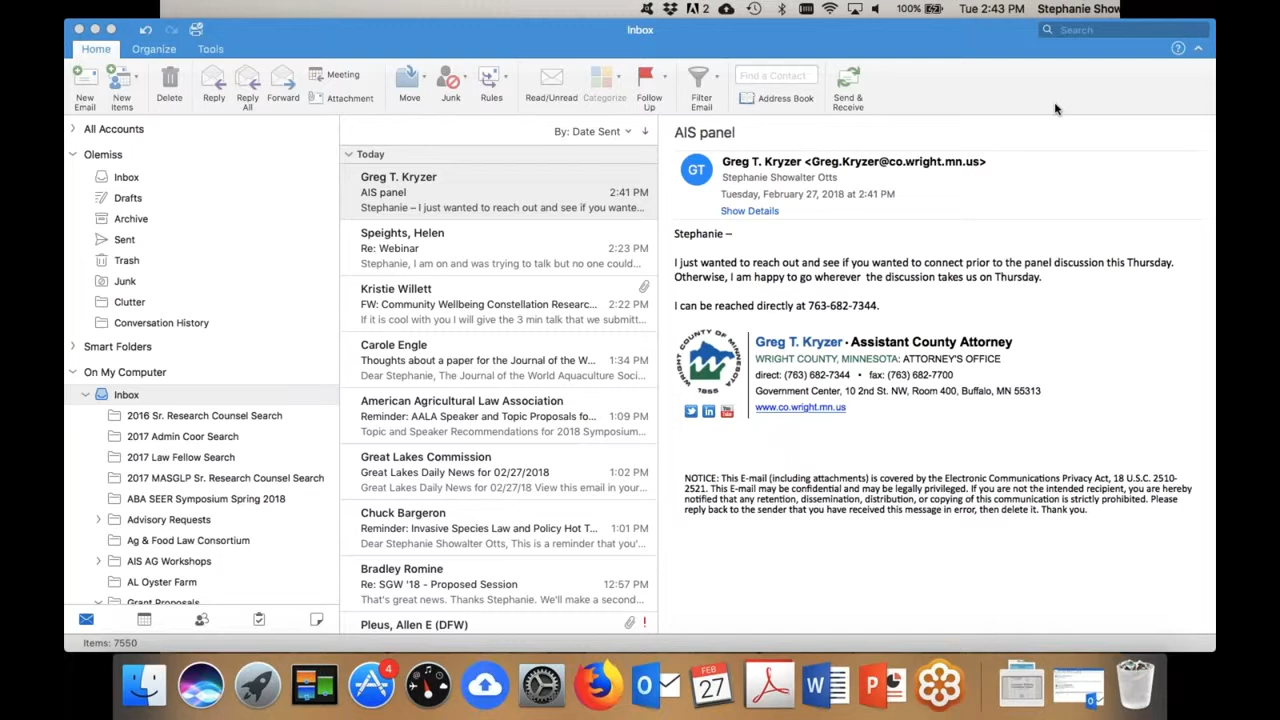 2
100%
Tue 2:43 PM
Stephanie Show
Inbox
Search
Home
Organize
Tools
New Email
New Items
Delete
Reply
Reply All
Forward
Meeting
Attachment
Move
Junk
Rules
Read/Unread
Categorize
Follow Up
Filter Email
Find a Contact
Address Book
Send & Receive
All Accounts
Olemiss
Inbox
Drafts
Archive
Sent
Trash
Junk
Clutter
Conversation History
Smart Folders
On My Computer
Inbox
2016 Sr. Research Counsel Search
2017 Admin Coor Search
2017 Law Fellow Search
2017 MASGLP Sr. Research Counsel Search
ABA SEER Symposium Spring 2018
Advisory Requests
Ag & Food Law Consortium
AIS AG Workshops
AL Oyster Farm
Grant Proposals
Items: 7550
By: Date Sent
Today
Greg T. Kryzer
AIS panel 2:41 PM
Stephanie – I just wanted to reach out and see if you wante...
Speights, Helen
Re: Webinar 2:23 PM
Stephanie, I am on and was trying to talk but no one could...
Kristie Willett
FW: Community Wellbeing Constellation Researc... 2:22 PM
If it is cool with you I will give the 3 min talk that we submitt...
Carole Engle
Thoughts about a paper for the Journal of the W... 1:34 PM
Dear Stephanie, The Journal of the World Aquaculture Soci...
American Agricultural Law Association
Reminder: AALA Speaker and Topic Proposals fo... 1:09 PM
Topic and Speaker Recommendations for 2018 Symposium...
Great Lakes Commission
Great Lakes Daily News for 02/27/2018 1:02 PM
Great Lakes Daily News for 02/27/18 View this email in your...
Chuck Bargeron
Reminder: Invasive Species Law and Policy Hot T... 1:01 PM
Dear Stephanie Showalter Otts, This is a reminder that you'...
Bradley Romine
Re: SGW '18 - Proposed Session 12:57 PM
That's great news. Thanks Stephanie. We'll make a second...
Pleus, Allen E (DFW)
AIS panel
GT
Greg T. Kryzer <Greg.Kryzer@co.wright.mn.us>
Stephanie Showalter Otts
Tuesday, February 27, 2018 at 2:41 PM
Show Details
Stephanie –
I just wanted to reach out and see if you wanted to connect prior to the panel discussion this Thursday.
Otherwise, I am happy to go wherever the discussion takes us on Thursday.
I can be reached directly at 763-682-7344.
COUNTY OF WRIGHT MINNESOTA
1855
Greg T. Kryzer · Assistant County Attorney
WRIGHT COUNTY, MINNESOTA: ATTORNEY'S OFFICE
direct: (763) 682-7344 • fax: (763) 682-7700
Government Center, 10 2nd St. NW, Room 400, Buffalo, MN 55313
www.co.wright.mn.us
NOTICE: This E-mail (including attachments) is covered by the Electronic Communications Privacy Act, 18 U.S.C. 2510-
2521. This E-mail may be confidential and may be legally privileged. If you are not the intended recipient, you are hereby
notified that any retention, dissemination, distribution, or copying of this communication is strictly prohibited. Please
reply back to the sender that you have received this message in error, then delete it. Thank you.
4
FEB
27